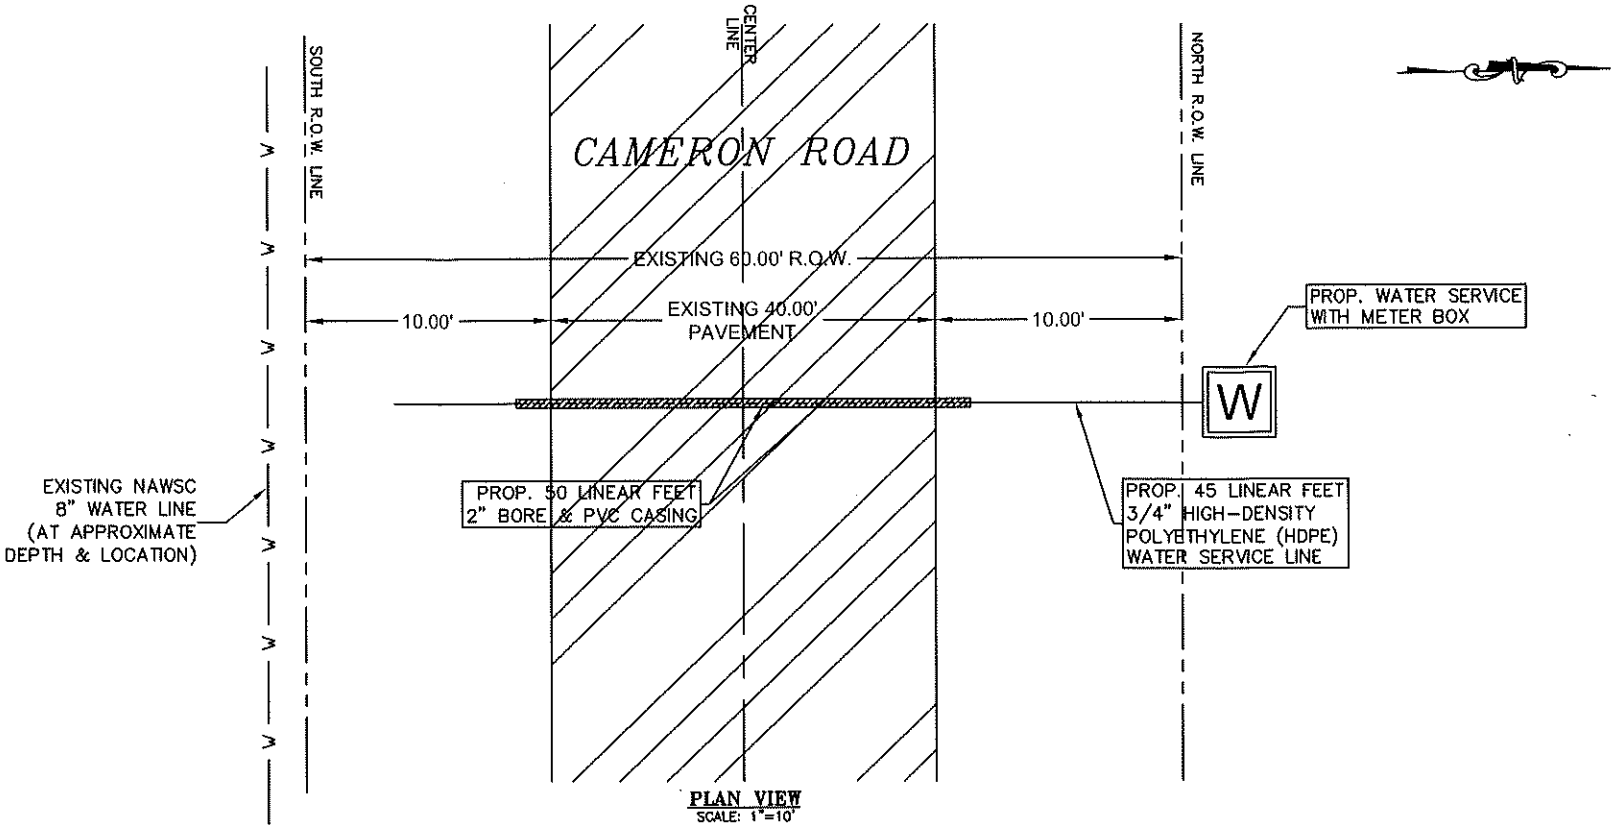 CENTER
LINE
SOUTH R.O.W. LINE
NORTH R.O.W. LINE
CAMERON ROAD
EXISTING 60.00' R.O.W.
10.00'
EXISTING 40.00'
PAVEMENT
10.00'
PROP. WATER SERVICE
WITH METER BOX
W
PROP. 50 LINEAR FEET
2" BORE & PVC CASING
PROP. 45 LINEAR FEET
3/4" HIGH-DENSITY
POLYETHYLENE (HDPE)
WATER SERVICE LINE
EXISTING NAWSC
8" WATER LINE
(AT APPROXIMATE
DEPTH & LOCATION)
W
W
W
W
W
W
W
PLAN VIEW
SCALE: 1"=10'